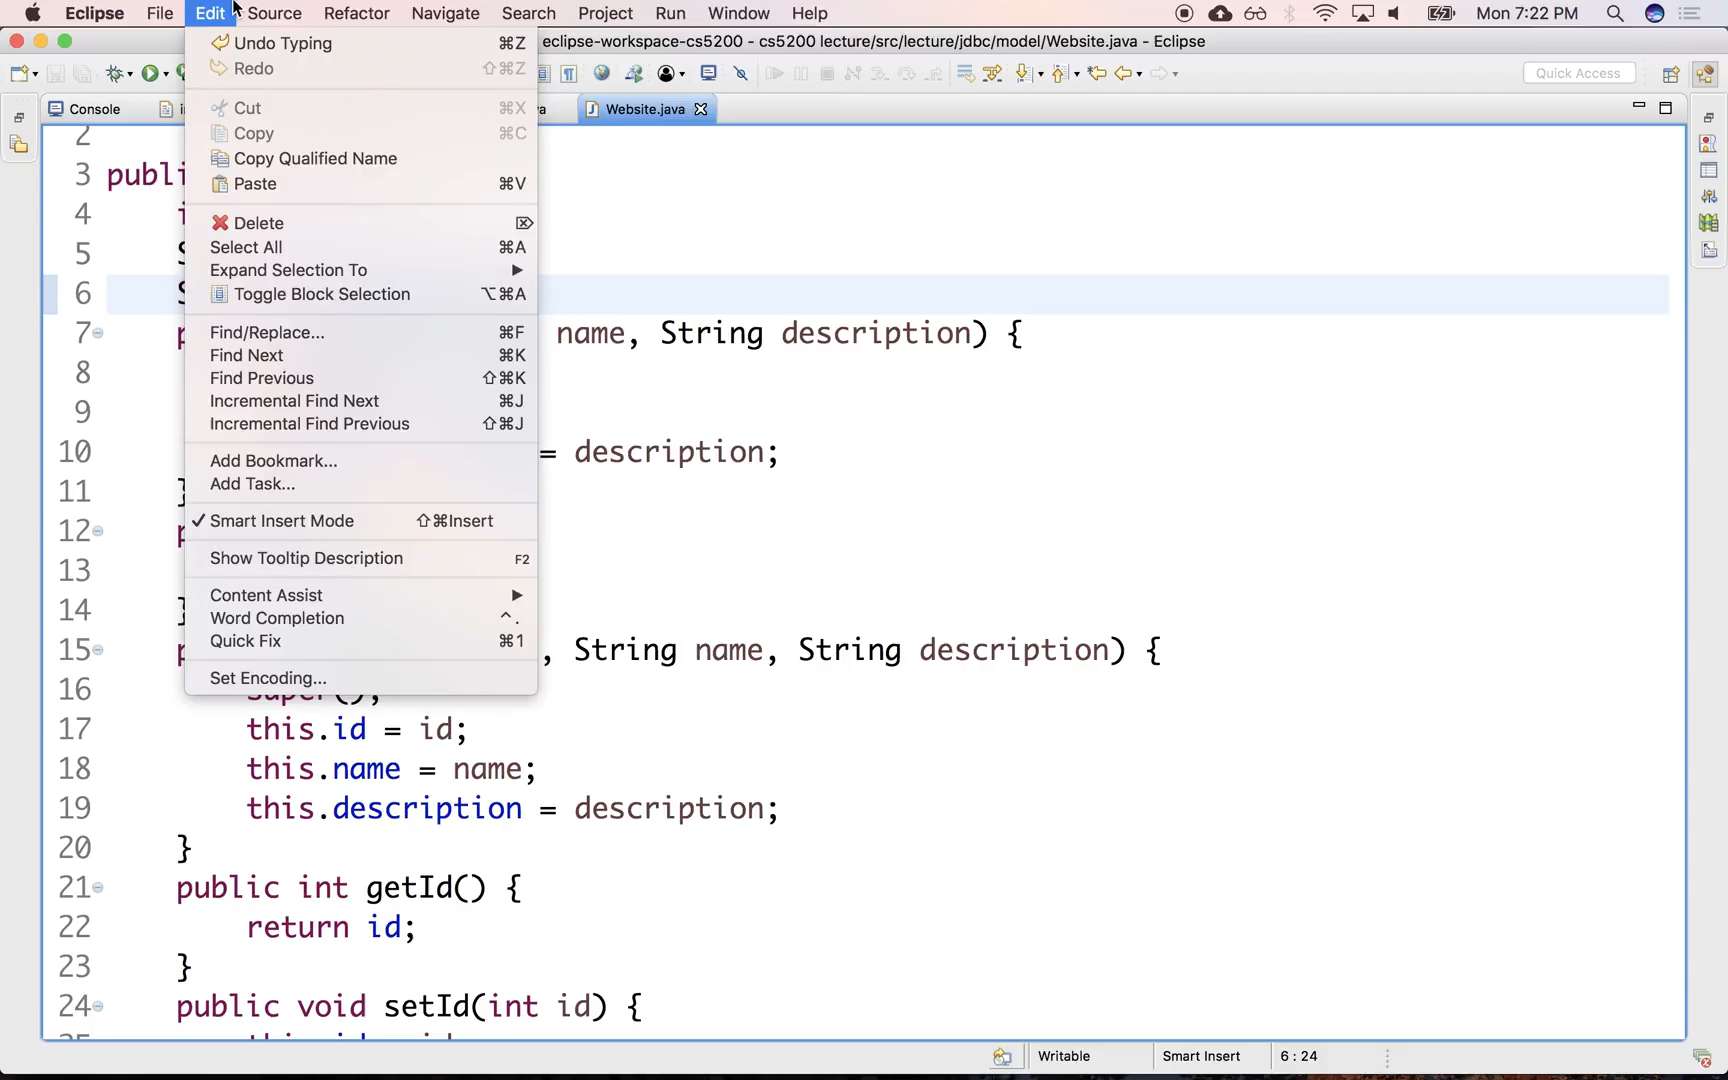 Eclipse File Edit Source Refactor Navigate Search Project Run Window Help Mon 7:22 PM
eclipse-workspace-cs5200 - cs5200 lecture/src/lecture/jdbc/model/Website.java - Eclipse
Quick Access
Console Website.java
Undo Typing ⌘Z
Redo ⇧⌘Z
Cut ⌘X
Copy ⌘C
Copy Qualified Name
Paste ⌘V
Delete ⌦
Select All ⌘A
Expand Selection To ▶
Toggle Block Selection ⌥⌘A
Find/Replace... ⌘F
Find Next ⌘K
Find Previous ⇧⌘K
Incremental Find Next ⌘J
Incremental Find Previous ⇧⌘J
Add Bookmark...
Add Task...
✓ Smart Insert Mode ⇧⌘Insert
Show Tooltip Description F2
Content Assist ▶
Word Completion ^ .
Quick Fix ⌘1
Set Encoding...
2
3 publi
4
5
6
7 name, String description) {
8
9
10 = description;
11 }
12
13
14 }
15 , String name, String description) {
16 super();
17 this.id = id;
18 this.name = name;
19 this.description = description;
20 }
21 public int getId() {
22 return id;
23 }
24 public void setId(int id) {
Writable Smart Insert 6 : 24